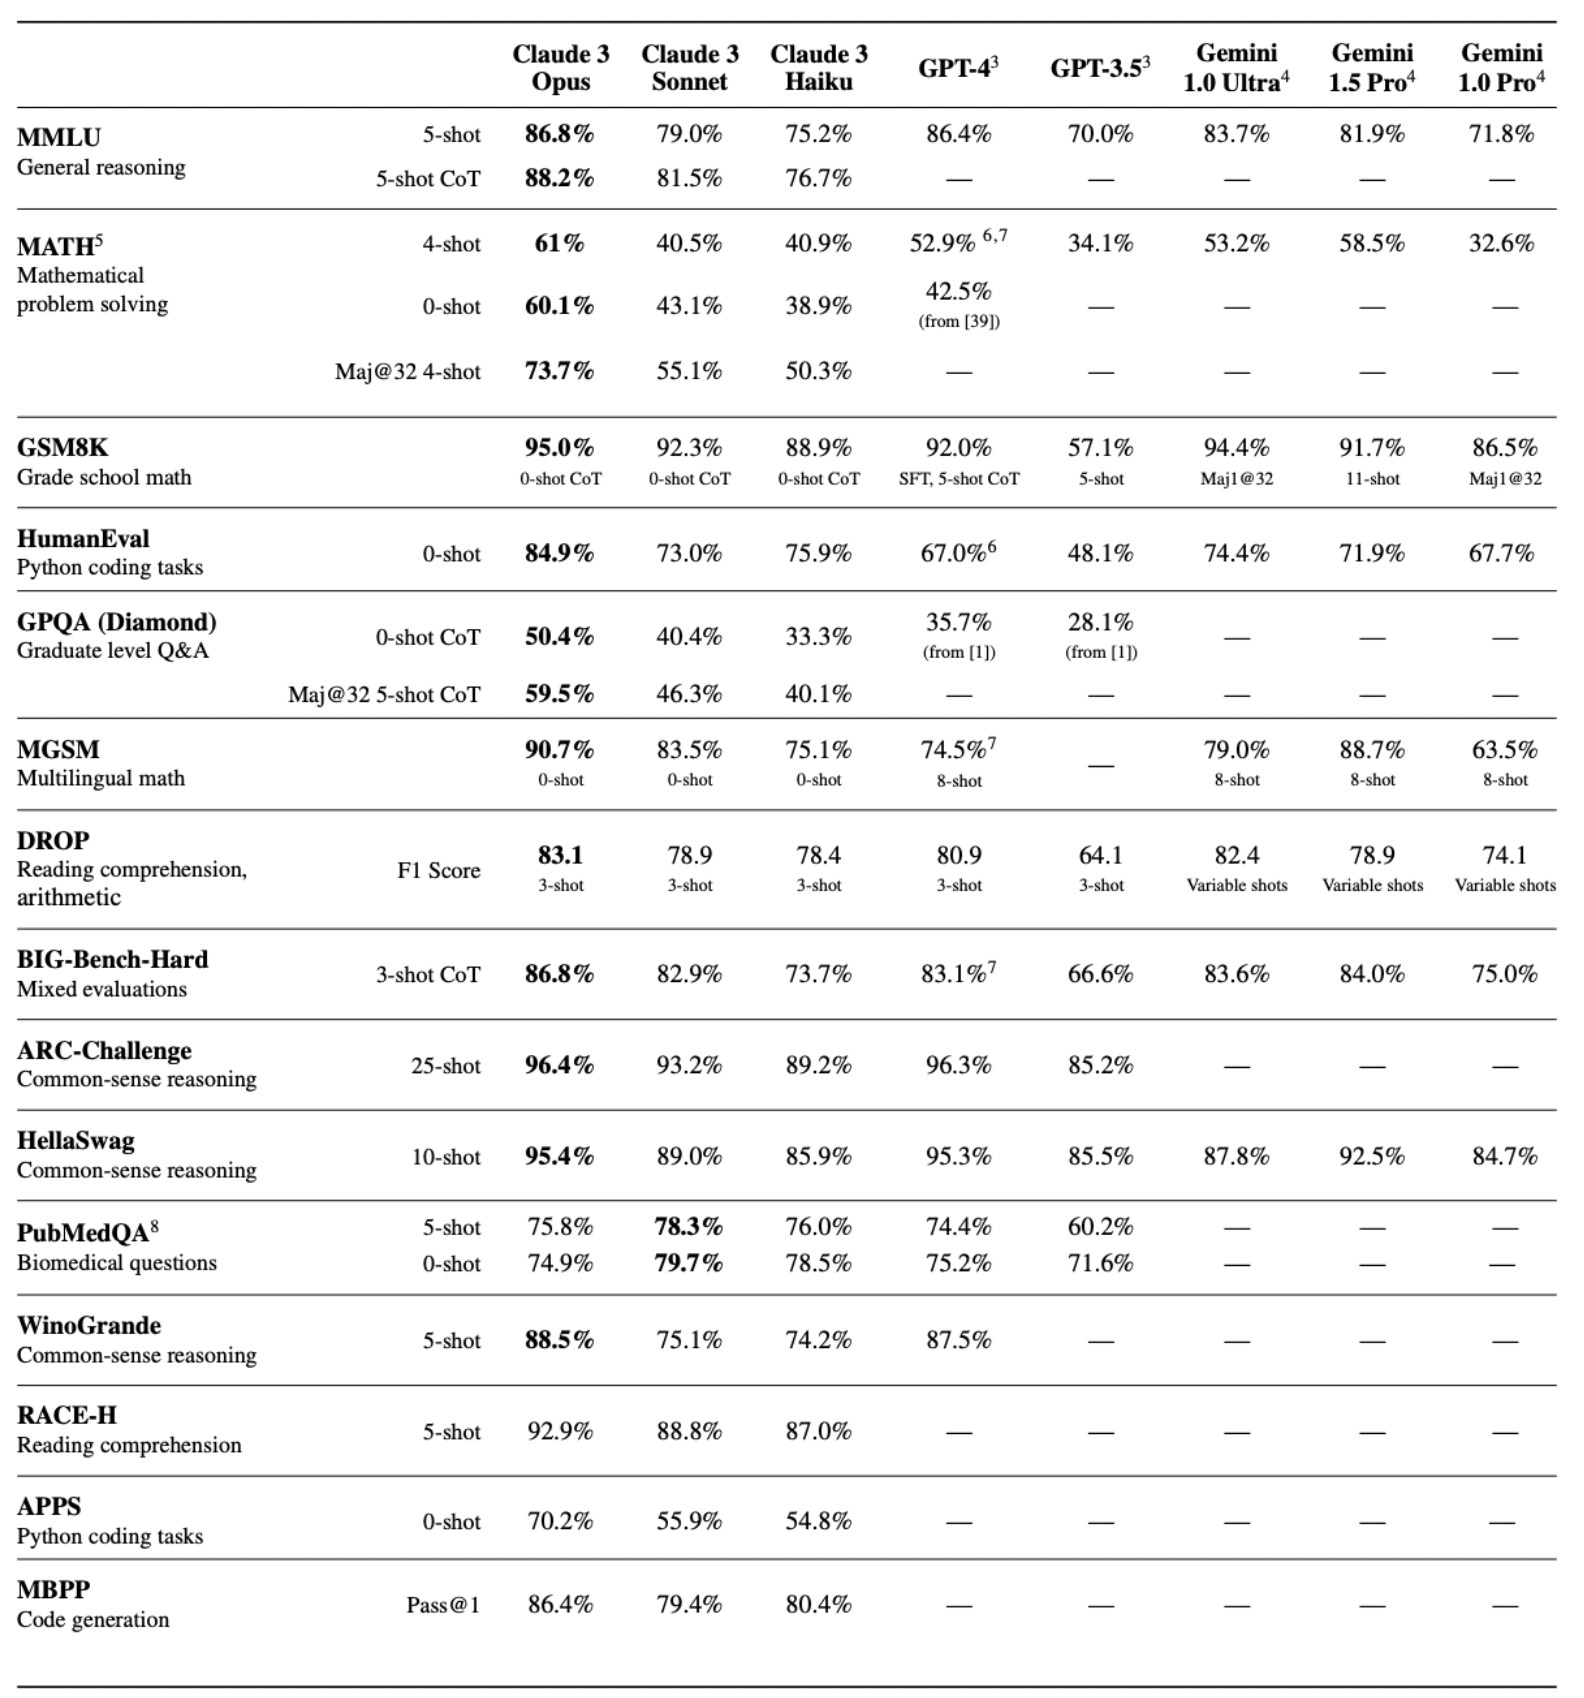 Claude 3 Opus Claude 3 Sonnet Claude 3 Haiku GPT-4³ GPT-3.5³ Gemini 1.0 Ultra⁴ Gemini 1.5 Pro⁴ Gemini 1.0 Pro⁴
MMLU 5-shot 86.8% 79.0% 75.2% 86.4% 70.0% 83.7% 81.9% 71.8%
General reasoning
5-shot CoT 88.2% 81.5% 76.7% — — — — —
MATH⁵ 4-shot 61% 40.5% 40.9% 52.9% ⁶,⁷ 34.1% 53.2% 58.5% 32.6%
Mathematical
problem solving 0-shot 60.1% 43.1% 38.9% 42.5% — — — —
(from [39])
Maj@32 4-shot 73.7% 55.1% 50.3% — — — — —
GSM8K 95.0% 92.3% 88.9% 92.0% 57.1% 94.4% 91.7% 86.5%
Grade school math 0-shot CoT 0-shot CoT 0-shot CoT SFT, 5-shot CoT 5-shot Maj1@32 11-shot Maj1@32
HumanEval
Python coding tasks 0-shot 84.9% 73.0% 75.9% 67.0%⁶ 48.1% 74.4% 71.9% 67.7%
GPQA (Diamond) 0-shot CoT 50.4% 40.4% 33.3% 35.7% 28.1% — — —
Graduate level Q&A (from [1]) (from [1])
Maj@32 5-shot CoT 59.5% 46.3% 40.1% — — — — —
MGSM 90.7% 83.5% 75.1% 74.5%⁷ — 79.0% 88.7% 63.5%
Multilingual math 0-shot 0-shot 0-shot 8-shot 8-shot 8-shot 8-shot
DROP
Reading comprehension, F1 Score 83.1 78.9 78.4 80.9 64.1 82.4 78.9 74.1
arithmetic 3-shot 3-shot 3-shot 3-shot 3-shot Variable shots Variable shots Variable shots
BIG-Bench-Hard
Mixed evaluations 3-shot CoT 86.8% 82.9% 73.7% 83.1%⁷ 66.6% 83.6% 84.0% 75.0%
ARC-Challenge
Common-sense reasoning 25-shot 96.4% 93.2% 89.2% 96.3% 85.2% — — —
HellaSwag
Common-sense reasoning 10-shot 95.4% 89.0% 85.9% 95.3% 85.5% 87.8% 92.5% 84.7%
PubMedQA⁸ 5-shot 75.8% 78.3% 76.0% 74.4% 60.2% — — —
Biomedical questions 0-shot 74.9% 79.7% 78.5% 75.2% 71.6% — — —
WinoGrande
Common-sense reasoning 5-shot 88.5% 75.1% 74.2% 87.5% — — — —
RACE-H
Reading comprehension 5-shot 92.9% 88.8% 87.0% — — — — —
APPS
Python coding tasks 0-shot 70.2% 55.9% 54.8% — — — — —
MBPP
Code generation Pass@1 86.4% 79.4% 80.4% — — — — —